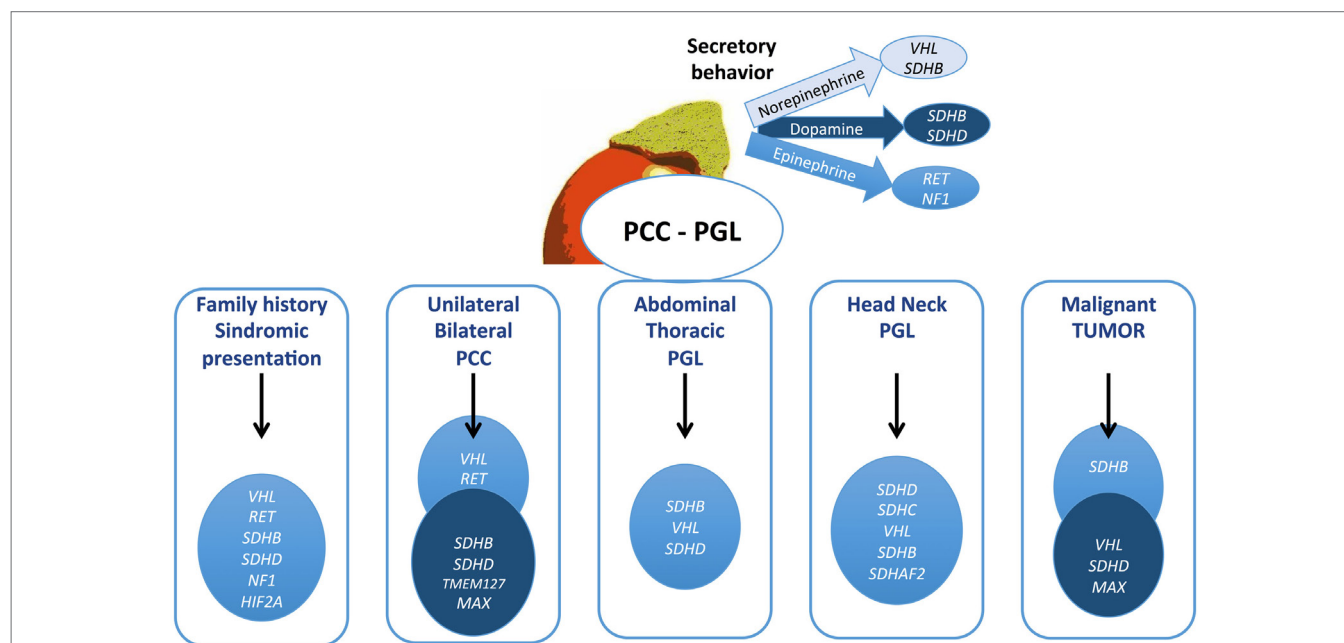 Secretory
behavior
Norepinephrine
VHL
SDHB
Dopamine
SDHB
SDHD
Epinephrine
RET
NF1
PCC - PGL
Family history
Sindromic
presentation
VHL
RET
SDHB
SDHD
NF1
HIF2A
Unilateral
Bilateral
PCC
VHL
RET
SDHB
SDHD
TMEM127
MAX
Abdominal
Thoracic
PGL
SDHB
VHL
SDHD
Head Neck
PGL
SDHD
SDHC
VHL
SDHB
SDHAF2
Malignant
TUMOR
SDHB
VHL
SDHD
MAX